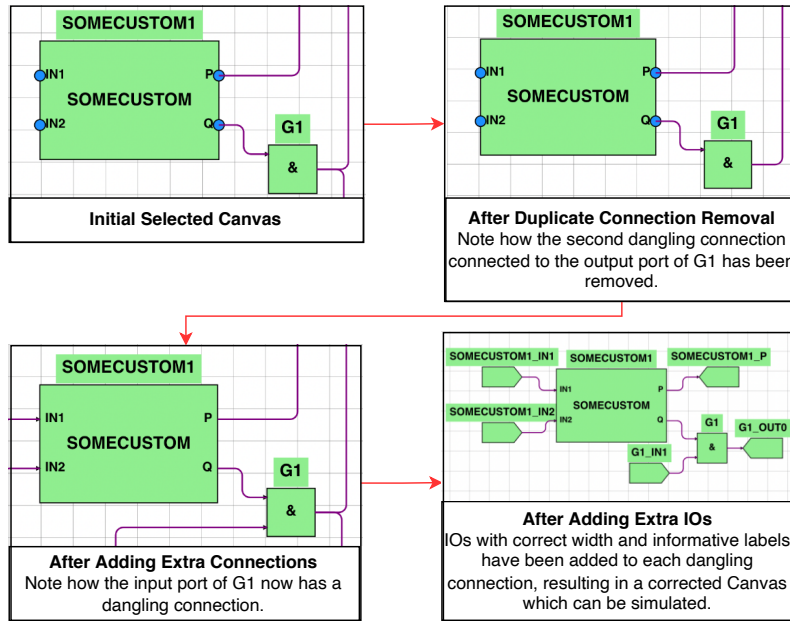 SOMECUSTOM1
IN1
P
SOMECUSTOM
IN2
Q
G1
&
Initial Selected Canvas
SOMECUSTOM1
IN1
P
SOMECUSTOM
IN2
Q
G1
&
After Duplicate Connection Removal
Note how the second dangling connection
connected to the output port of G1 has been
removed.
SOMECUSTOM1
IN1
P
SOMECUSTOM
IN2
Q
G1
&
After Adding Extra Connections
Note how the input port of G1 now has a
dangling connection.
SOMECUSTOM1_IN1
SOMECUSTOM1
SOMECUSTOM1_P
IN1
P
SOMECUSTOM
SOMECUSTOM1_IN2
IN2
Q
G1
G1_OUT0
&
G1_IN1
After Adding Extra IOs
IOs with correct width and informative labels
have been added to each dangling
connection, resulting in a corrected Canvas
which can be simulated.